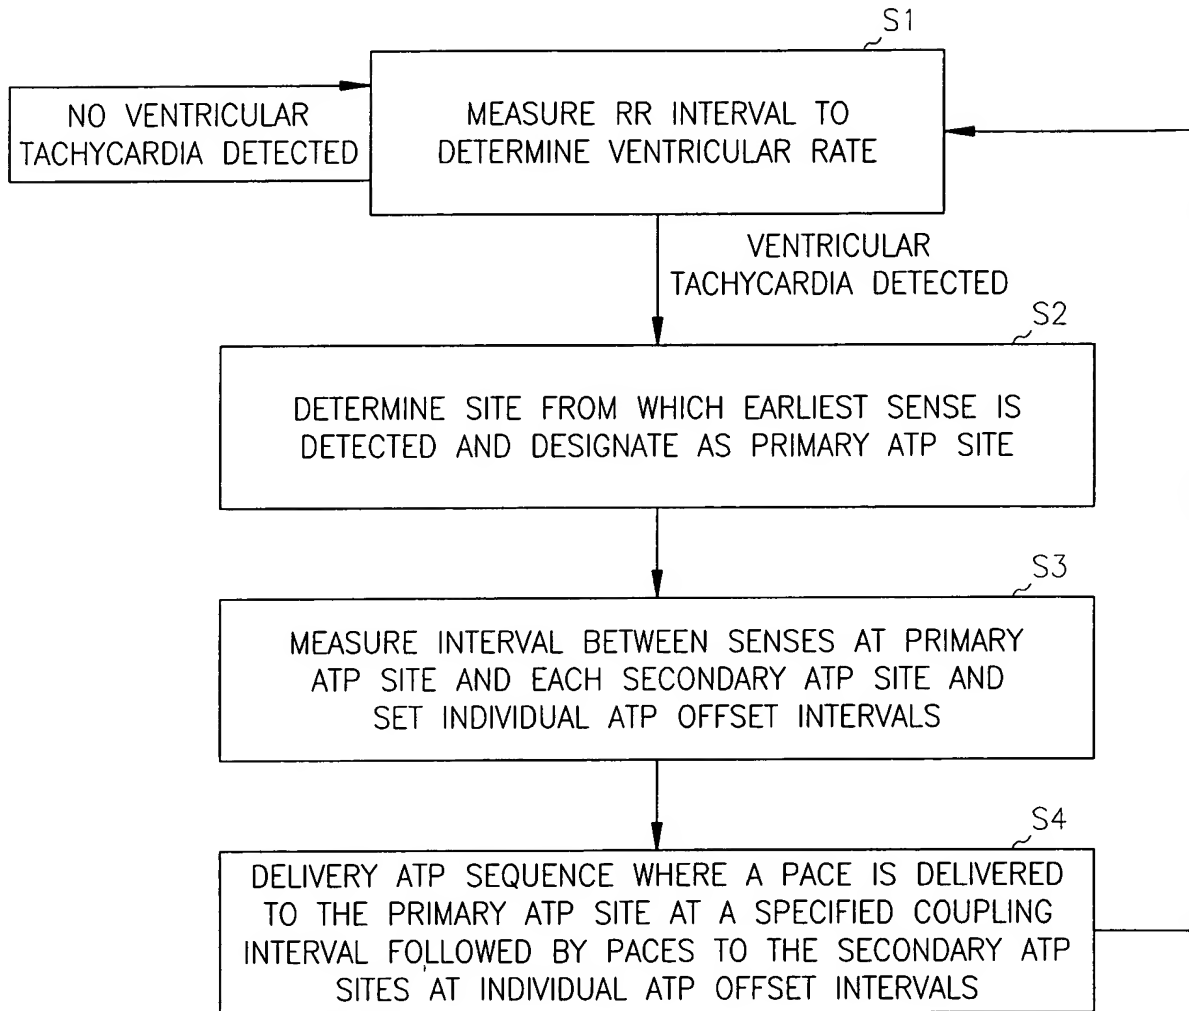 S1
MEASURE RR INTERVAL TO
DETERMINE VENTRICULAR RATE
NO VENTRICULAR
TACHYCARDIA DETECTED
VENTRICULAR
TACHYCARDIA DETECTED
S2
DETERMINE SITE FROM WHICH EARLIEST SENSE IS
DETECTED AND DESIGNATE AS PRIMARY ATP SITE
S3
MEASURE INTERVAL BETWEEN SENSES AT PRIMARY
ATP SITE AND EACH SECONDARY ATP SITE AND
SET INDIVIDUAL ATP OFFSET INTERVALS
S4
DELIVERY ATP SEQUENCE WHERE A PACE IS DELIVERED
TO THE PRIMARY ATP SITE AT A SPECIFIED COUPLING
INTERVAL FOLLOWED BY PACES TO THE SECONDARY ATP
SITES AT INDIVIDUAL ATP OFFSET INTERVALS